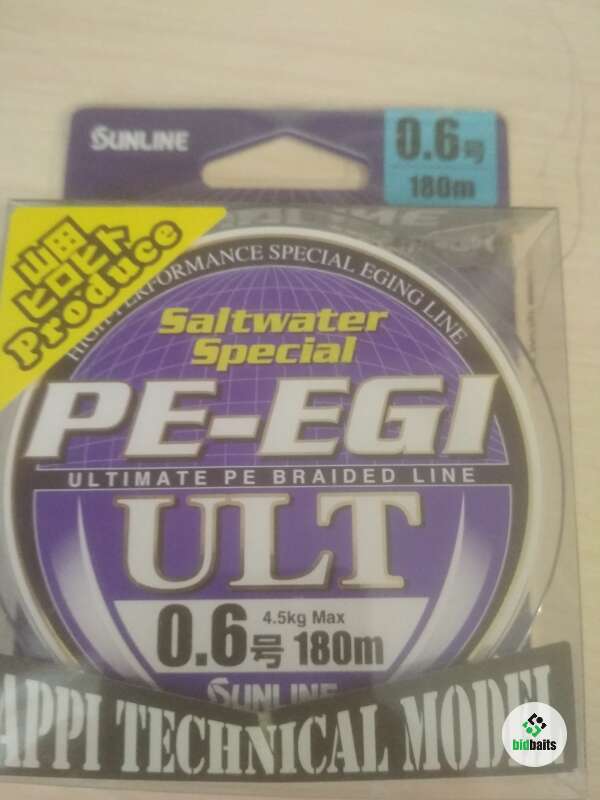 SUNLINE
0.6号
180m
山田
ヒロヒト
Produce
HIGH PERFORMANCE SPECIAL EGING LINE
Saltwater
Special
PE-EGI
ULTIMATE PE BRAIDED LINE
ULT
4.5kg Max
0.6号 180m
SUNLINE
APPI TECHNICAL MODEL
bidbaits